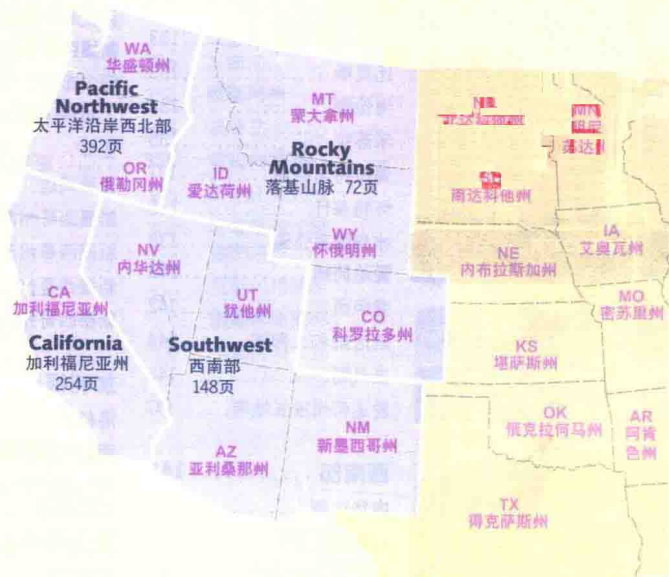 WA
华盛顿州
Pacific
Northwest
太平洋沿岸西北部
392页
OR
俄勒冈州
MT
蒙大拿州
ID
爱达荷州
Rocky
Mountains
落基山脉 72页
WY
怀俄明州
南达科他州
NE
内布拉斯加州
IA
艾奥瓦州
NV
内华达州
CA
加利福尼亚州
UT
犹他州
CO
科罗拉多州
KS
堪萨斯州
MO
密苏里州
California
加利福尼亚州
254页
Southwest
西南部
148页
AZ
亚利桑那州
NM
新墨西哥州
OK
俄克拉何马州
AR
阿肯
色州
TX
得克萨斯州